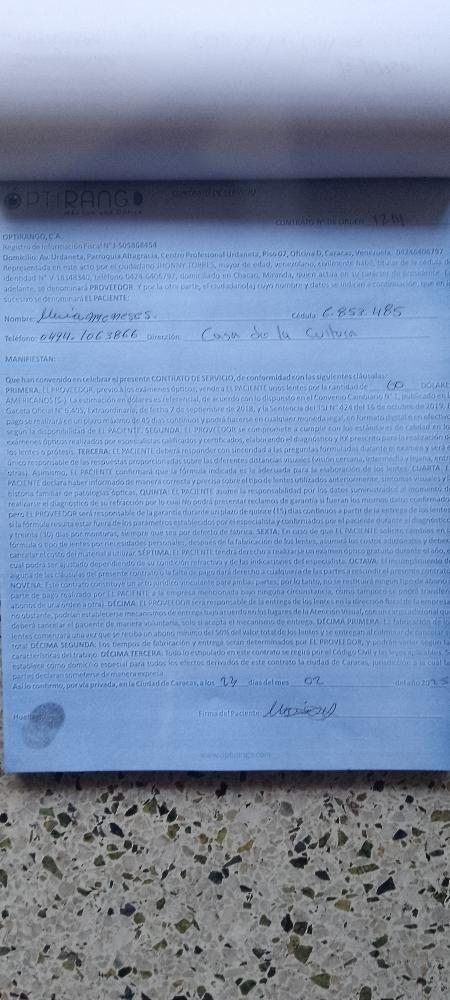 OPTIRANGO
CONTRATO DE SERVICIO
CONTRATO N° DE ORDEN 1211
OPTIRANGO, C.A.
Registro de Información Fiscal N° J-505868454
Domicilio: Av. Urdaneta, Parroquia Altagracia, Centro Profesional Urdaneta, Piso 07, Oficina D, Caracas, Venezuela. 04246406797
Representada en este acto por el ciudadano JHONNY TORRES, mayor de edad, venezolano, civilmente hábil, titular de la cédula de
identidad N° V 18148340, teléfono 0424-6406797, domiciliado en Chacao, Miranda, quien actúa en su carácter de presidente.
adelante, se denominará PROVEEDOR. Y por la otra parte, el ciudadano(a) cuyo nombre y datos se indican a continuación, que en
sucesivo se denominará EL PACIENTE:
Nombre: meneses. Cédula: 6.852.485
Teléfono: 04941063866 Dirección: Casa de la Cultura
MANIFIESTAN:
Que han convenido en celebrar el presente CONTRATO DE SERVICIO, de conformidad con las siguientes cláusulas:
PRIMERA: EL PROVEEDOR, previo a los exámenes ópticos, vende a EL PACIENTE unos lentes por la cantidad de 60 DÓLARES
AMERICANOS ($.). La estimación en dólares es referencial, de acuerdo con lo dispuesto en el Convenio Cambiario N° 1, publicado en
Gaceta Oficial N° 6.405, Extraordinaria, de fecha 7 de septiembre de 2018, y la Sentencia del TSJ N° 424 del 16 de octubre de 2019.
pago se realizará en un plazo máximo de 45 días continuos y podrá hacerse en cualquier moneda legal, en formato digital o en efectivo
según la disponibilidad de EL PACIENTE. SEGUNDA: EL PROVEEDOR se compromete a cumplir con los estándares de calidad en los
exámenes ópticos realizados por especialistas calificados y certificados, elaborando el diagnóstico y RX prescrito para la realización de
los lentes o prótesis. TERCERA: EL PACIENTE deberá responder con sinceridad a las preguntas formuladas durante el examen y será
único responsable de las respuestas proporcionadas sobre las diferentes distancias visuales (visión cercana, intermedia y lejana, entre
otras). Asimismo, EL PACIENTE confirmará que la fórmula indicada es la adecuada para la elaboración de los lentes. CUARTA:
PACIENTE declara haber informado de manera correcta y precisa sobre el tipo de lentes utilizados anteriormente, síntomas visuales y
historia familiar de patologías ópticas. QUINTA: EL PACIENTE asume la responsabilidad por los datos suministrados al momento de
realizarse el diagnóstico de su refracción por lo cual No podrá presentar reclamos de garantía si fueran los mismos datos confirmados
pero EL PROVEEDOR será responsable de la garantía durante un plazo de quince (15) días continuos a partir de la entrega de los lentes
si la fórmula resulta estar fuera de los parámetros establecidos por el especialista y confirmados por el paciente durante el diagnóstico
y treinta (30) días por monturas, siempre que sea por defecto de fábrica. SEXTA: En caso de que EL PACIENTE solicite cambios en
fórmula o tipo de lentes por necesidades personales, después de la fabricación de los lentes, asumirá los costos adicionales y deberá
cancelar el costo del material a utilizar. SÉPTIMA: EL PACIENTE tendrá derecho a realizarse un examen óptico gratuito durante el año,
cual podrá ser ajustado dependiendo de su condición refractiva y de las indicaciones del especialista. OCTAVA: El incumplimiento de
alguna de las cláusulas del presente contrato o la falta de pago dará derecho a cualquiera de las partes a rescindir el presente contrato
NOVENA: Este contrato constituye un acto jurídico vinculante para ambas partes; por lo tanto, no se restituirá ningún tipo de abono
parte de pago realizado por EL PACIENTE a la empresa mencionada bajo ninguna circunstancia, como tampoco se podrá transferir
abonos de una orden a otra. DÉCIMA: EL PROVEEDOR será responsable de la entrega de los lentes en la dirección fiscal de la empresa
no obstante, podrán establecerse mecanismos de entrega bajo acuerdo en los lugares de la Atención Visual, con un cargo adicional que
deberá cancelar el paciente de manera voluntaria, solo si acepta el mecanismo de entrega. DÉCIMA PRIMERA: La fabricación de
lentes comenzará una vez que se reciba un abono mínimo del 50% del valor total de los lentes y se entregan al
total DÉCIMA SEGUNDA: Los tiempos de fabricación y entrega serán determinados por EL PROVEEDOR, y podrán variar según las
características del trabajo. DÉCIMA TERCERA: Todo lo estipulado en este contrato se regirá por el Código Civil y las leyes aplicables. Se
establece como domicilio especial para todos los efectos derivados de este contrato la ciudad de Caracas, jurisdicción a la cual las
partes declaran someterse de manera expresa.
Así lo confirmo, por vía privada, en la Ciudad de Caracas, a los 24 días del mes 02 del año 2025
Huella: Firma del Paciente:
www.optirango.com